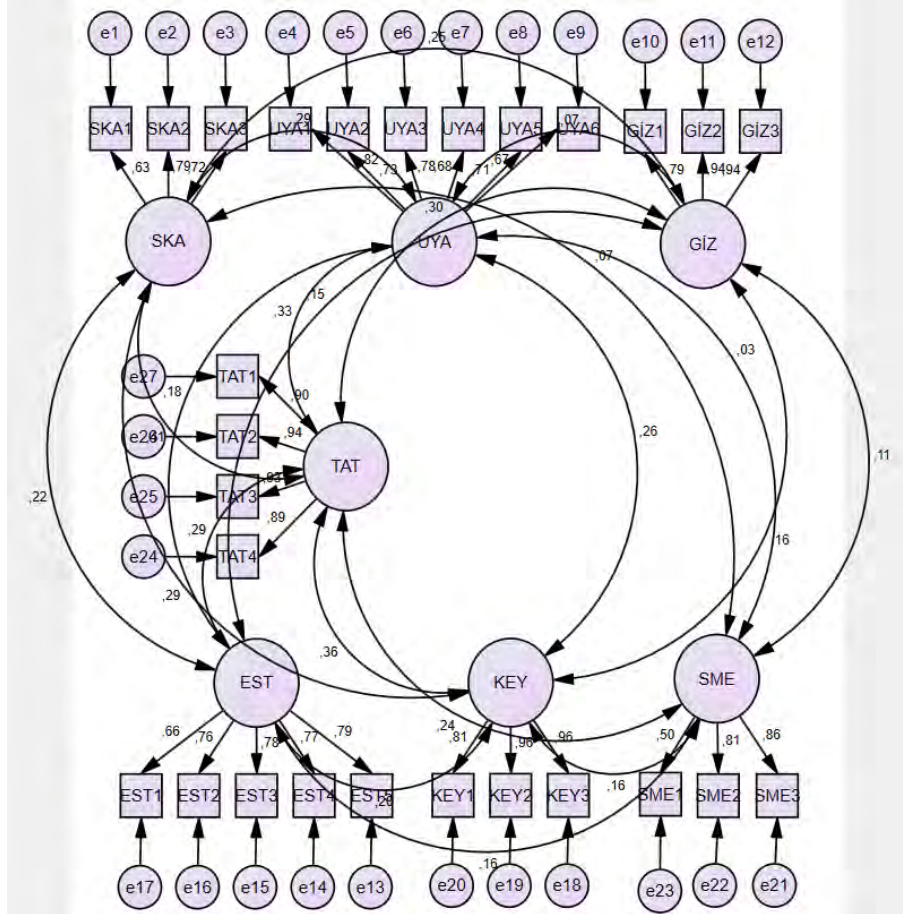 e1 e2 e3 e4 e5 e6 e7 e8 e9 e10 e11 e12
,25
SKA1 SKA2 SKA3 UYA1 UYA2 UYA3 UYA4 UYA5 UYA6 GİZ1 GİZ2 GİZ3
,29 ,07
,63 ,79 ,72 ,82 ,73 ,78 ,68 ,71 ,67 ,79 ,94 ,94
,30
SKA UYA GİZ
,07
,15
,33
,03
e27 TAT1
,18 ,90
,26
e26 TAT2 ,94
,11
TAT
e25 TAT3 ,93
,22
,89
,29 ,16
e24 TAT4
,29
,36
EST KEY SME
,24
,66 ,76 ,78 ,77 ,79 ,81 ,96 ,96 ,50 ,81 ,86
,16
EST1 EST2 EST3 EST4 EST5 KEY1 KEY2 KEY3 SME1 SME2 SME3
,16
e17 e16 e15 e14 e13 e20 e19 e18 e23 e22 e21